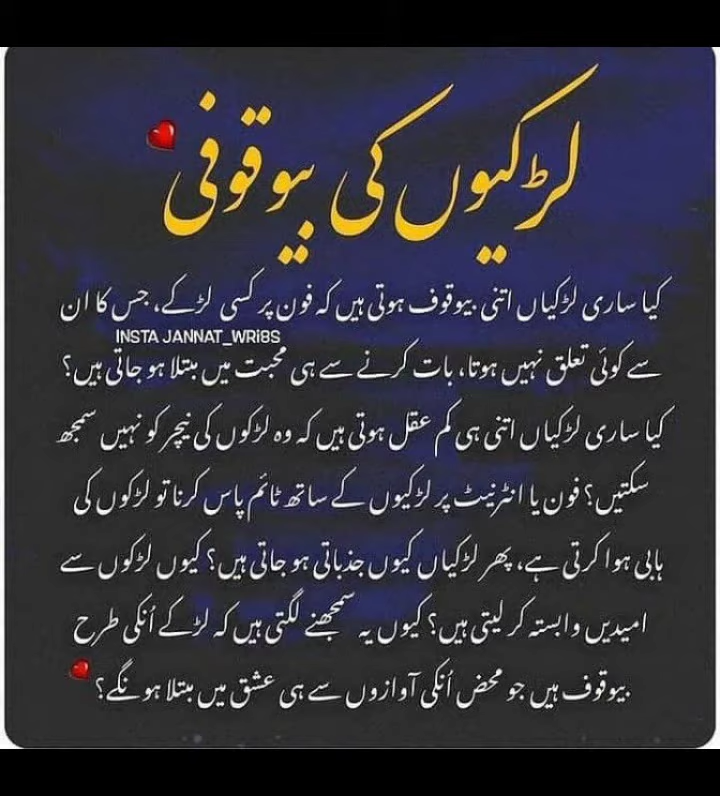 لڑکیوں کی بیوقوفی
کیا ساری لڑکیاں اتنی بیوقوف ہوتی ہیں کہ فون پر کسی لڑکے، جس کا ان
INSTA JANNAT_WRi8S
سے کوئی تعلق نہیں ہوتا، بات کرنے سے ہی محبت میں مبتلا ہو جاتی ہیں؟
کیا ساری لڑکیاں اتنی ہی کم عقل ہوتی ہیں کہ وہ لڑکوں کی نیچر کو نہیں سمجھ
سکتیں؟ فون یا انٹرنیٹ پر لڑکیوں کے ساتھ ٹائم پاس کرنا تو لڑکوں کی
ہابی ہوا کرتی ہے، پھر لڑکیاں کیوں جذباتی ہو جاتی ہیں؟ کیوں لڑکوں سے
امیدیں وابستہ کر لیتی ہیں؟ کیوں یہ سمجھنے لگتی ہیں کہ لڑکے اُنکی طرح
بیوقوف ہیں جو محض اُنکی آوازوں سے ہی عشق میں مبتلا ہونگے؟